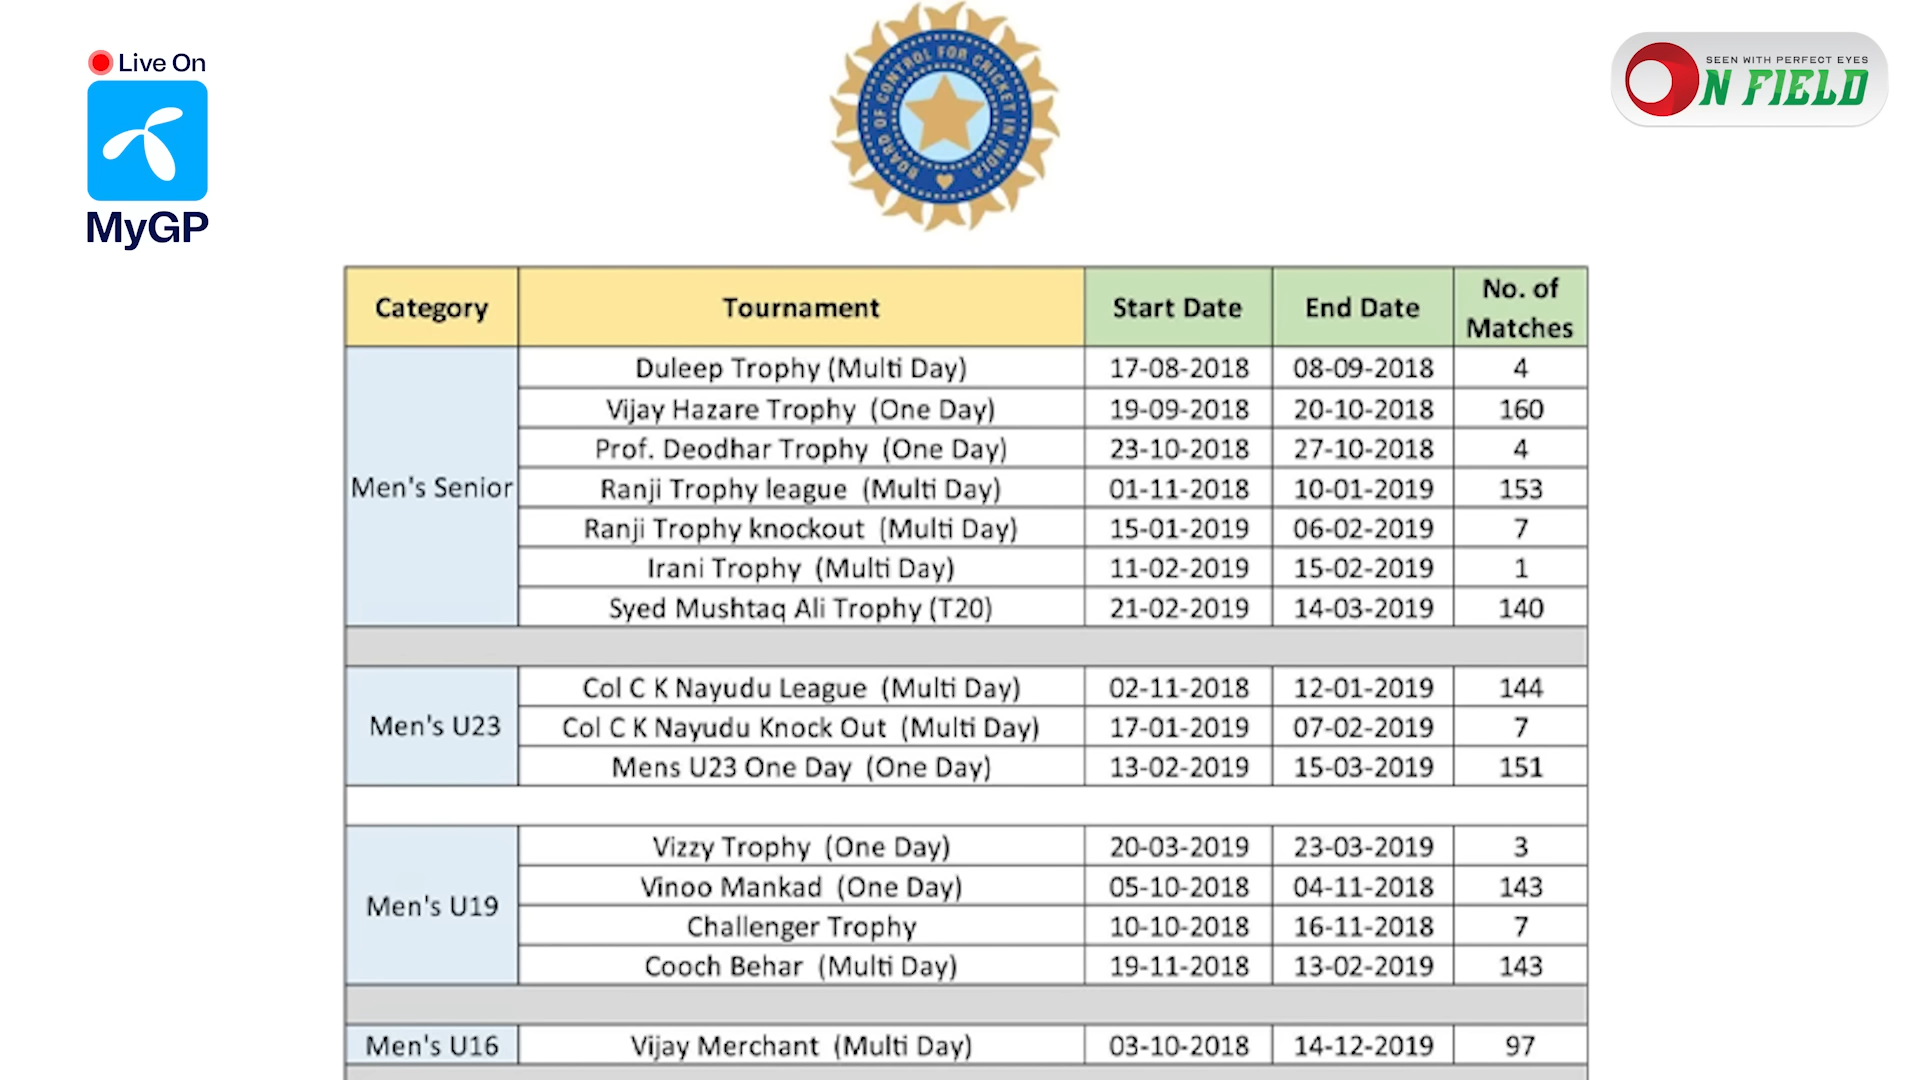 Live On
MyGP
BOARD OF CONTROL FOR CRICKET IN INDIA
SEEN WITH PERFECT EYES
ON FIELD
Category Tournament Start Date End Date No. of Matches
Men's Senior
Duleep Trophy (Multi Day) 17-08-2018 08-09-2018 4
Vijay Hazare Trophy (One Day) 19-09-2018 20-10-2018 160
Prof. Deodhar Trophy (One Day) 23-10-2018 27-10-2018 4
Ranji Trophy league (Multi Day) 01-11-2018 10-01-2019 153
Ranji Trophy knockout (Multi Day) 15-01-2019 06-02-2019 7
Irani Trophy (Multi Day) 11-02-2019 15-02-2019 1
Syed Mushtaq Ali Trophy (T20) 21-02-2019 14-03-2019 140
Men's U23
Col C K Nayudu League (Multi Day) 02-11-2018 12-01-2019 144
Col C K Nayudu Knock Out (Multi Day) 17-01-2019 07-02-2019 7
Mens U23 One Day (One Day) 13-02-2019 15-03-2019 151
Men's U19
Vizzy Trophy (One Day) 20-03-2019 23-03-2019 3
Vinoo Mankad (One Day) 05-10-2018 04-11-2018 143
Challenger Trophy 10-10-2018 16-11-2018 7
Cooch Behar (Multi Day) 19-11-2018 13-02-2019 143
Men's U16 Vijay Merchant (Multi Day) 03-10-2018 14-12-2019 97